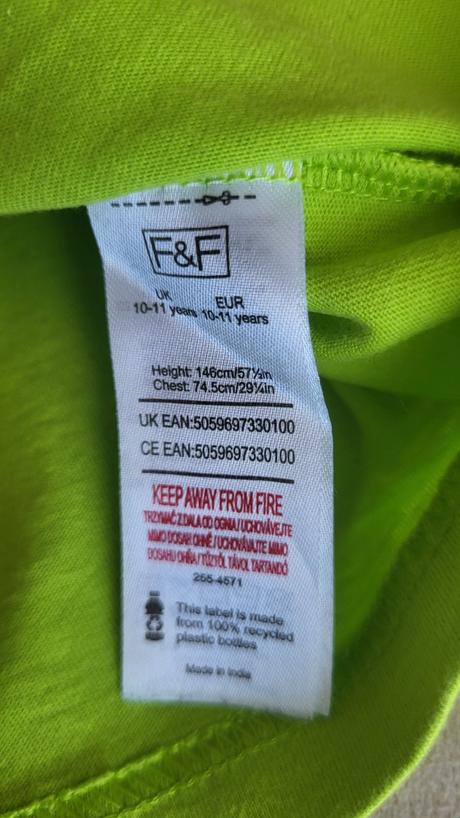 F&F
UK EUR
10-11 years 10-11 years
Height: 146cm/57½in
Chest: 74.5cm/29¼in
UK EAN:5059697330100
CE EAN:5059697330100
KEEP AWAY FROM FIRE
TRZYMAĆ Z DALA OD OGNIA/UCHOVÁVEJTE
MIMO DOSAH OHNĚ/UCHOVÁVAJTE MIMO
DOSAHU OHŇA/TŰZTŐL TÁVOL TARTANDÓ
255-4571
This label is made
from 100% recycled
plastic bottles
Made in India